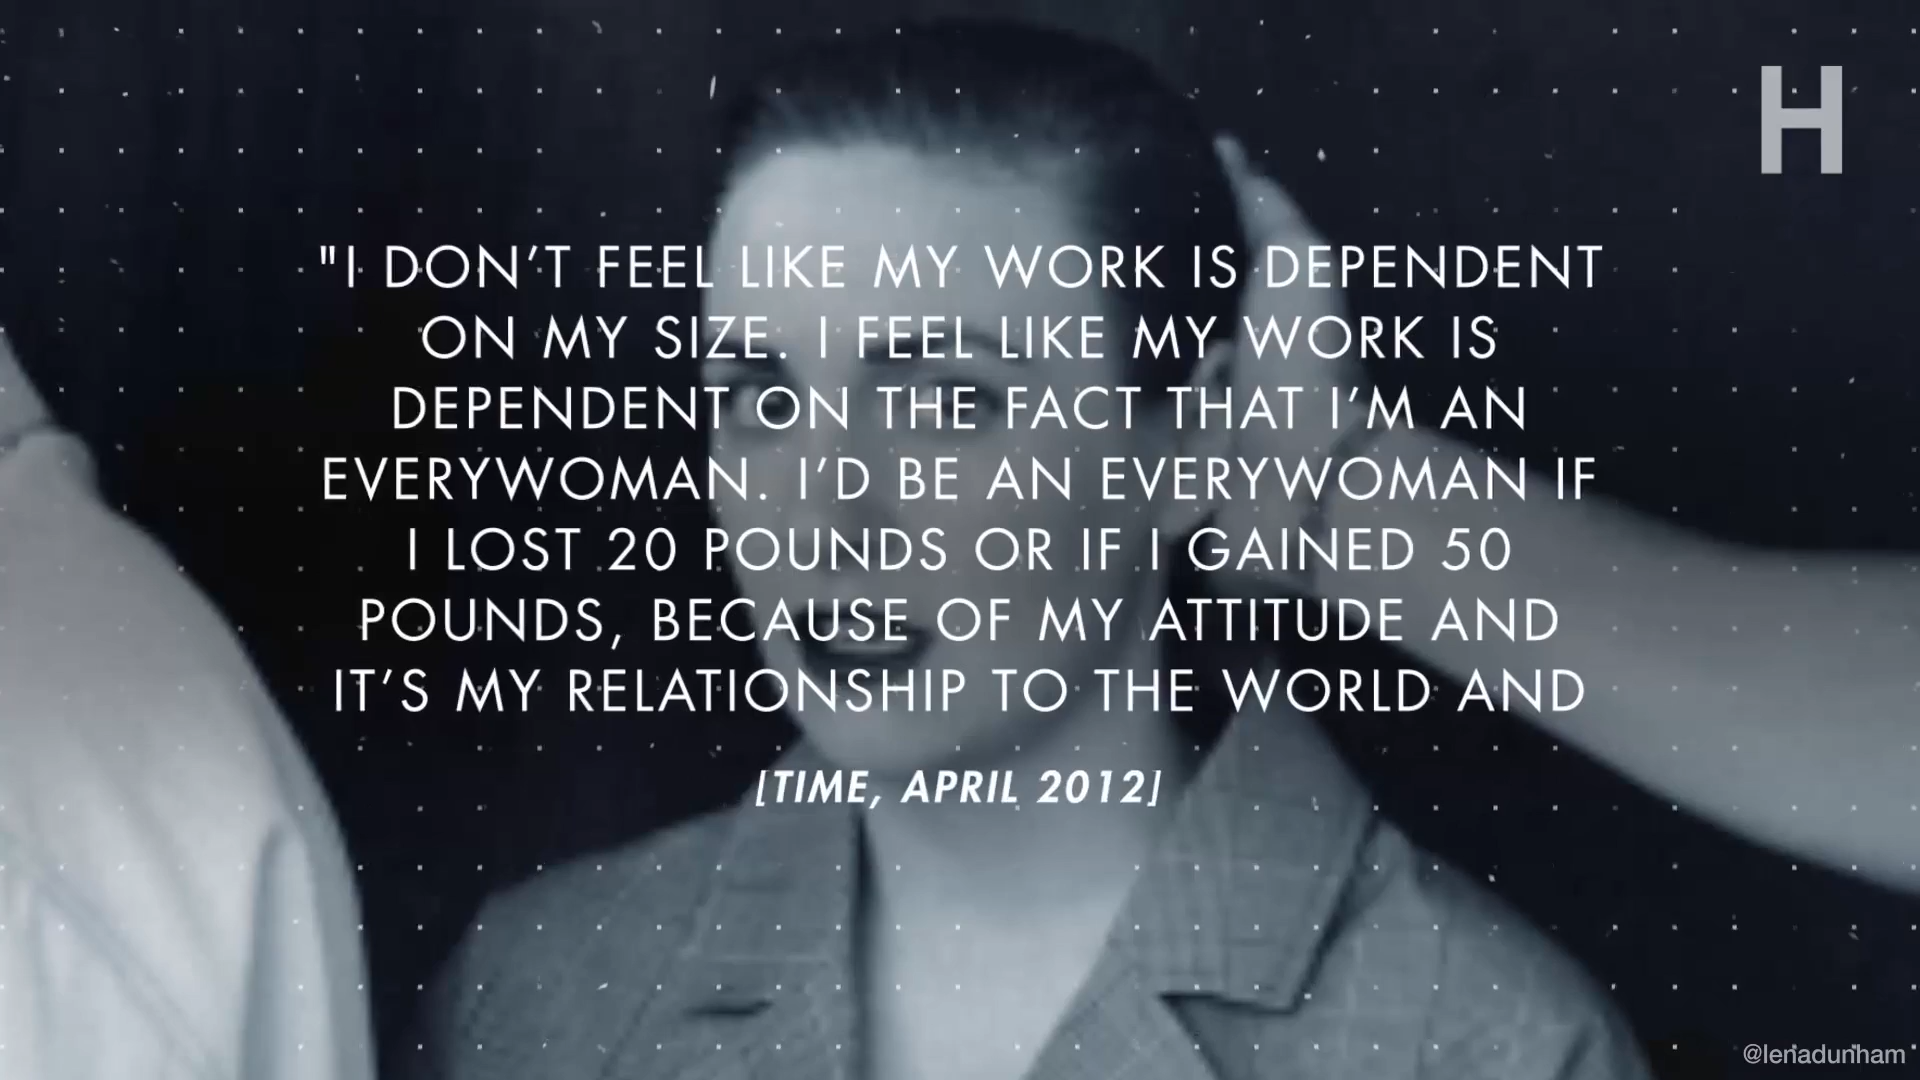 H
"I DON’T FEEL LIKE MY WORK IS DEPENDENT
ON MY SIZE. I FEEL LIKE MY WORK IS
DEPENDENT ON THE FACT THAT I’M AN
EVERYWOMAN. I’D BE AN EVERYWOMAN IF
I LOST 20 POUNDS OR IF I GAINED 50
POUNDS, BECAUSE OF MY ATTITUDE AND
IT’S MY RELATIONSHIP TO THE WORLD AND
[TIME, APRIL 2012]
@lenadunham